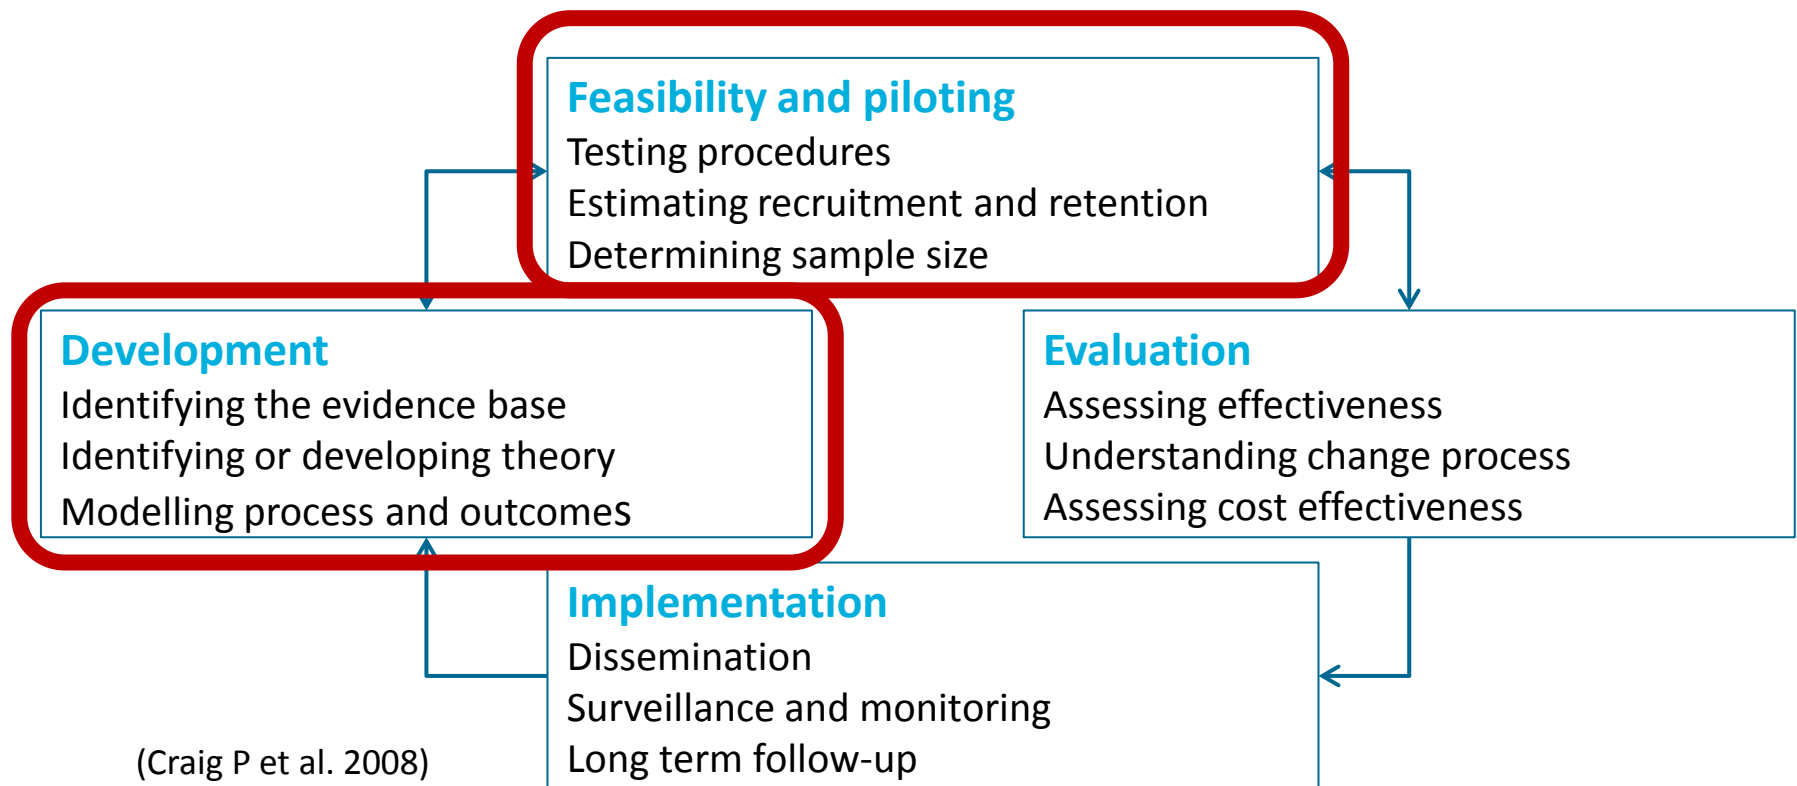 Feasibility and piloting
Testing procedures
Estimating recruitment and retention
Determining sample size
Development
Identifying the evidence base
Identifying or developing theory
Modelling process and outcomes
Evaluation
Assessing effectiveness
Understanding change process
Assessing cost effectiveness
Implementation
Dissemination
Surveillance and monitoring
Long term follow-up
(Craig P et al. 2008)